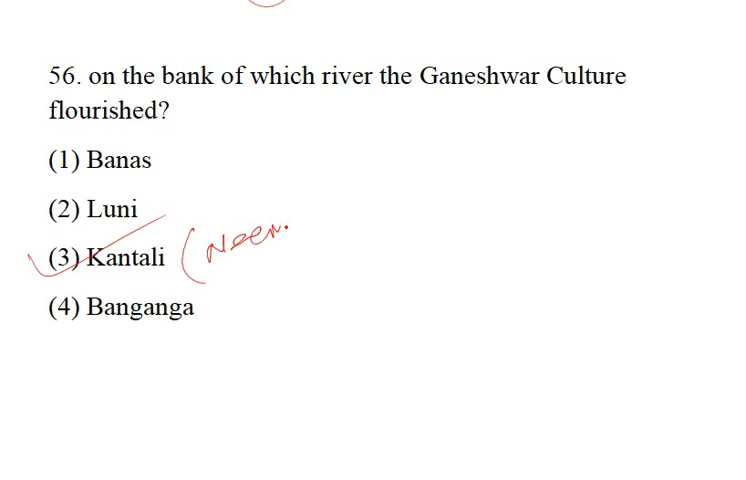 56. on the bank of which river the Ganeshwar Culture
flourished?
(1) Banas
(2) Luni
(3) Kantali (Neem.
(4) Banganga